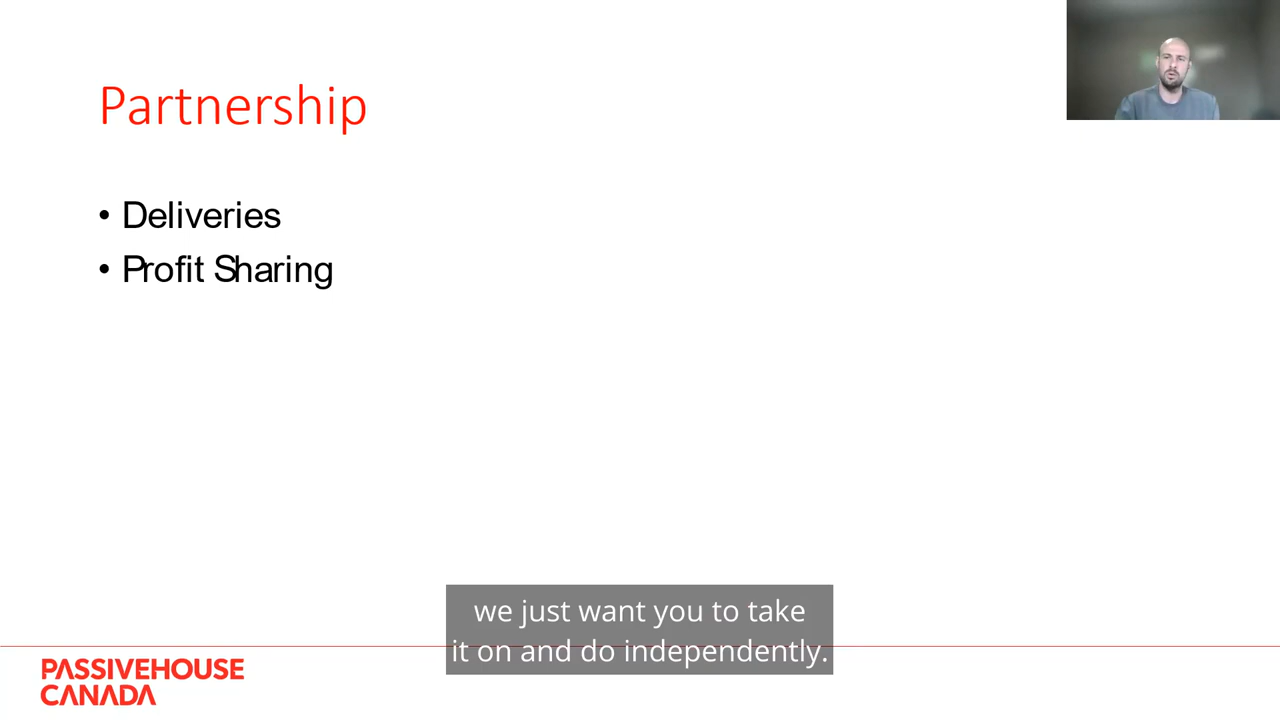 Partnership
• Deliveries
• Profit Sharing
we just want you to take
it on and do independently.
PASSIVEHOUSE
CANADA